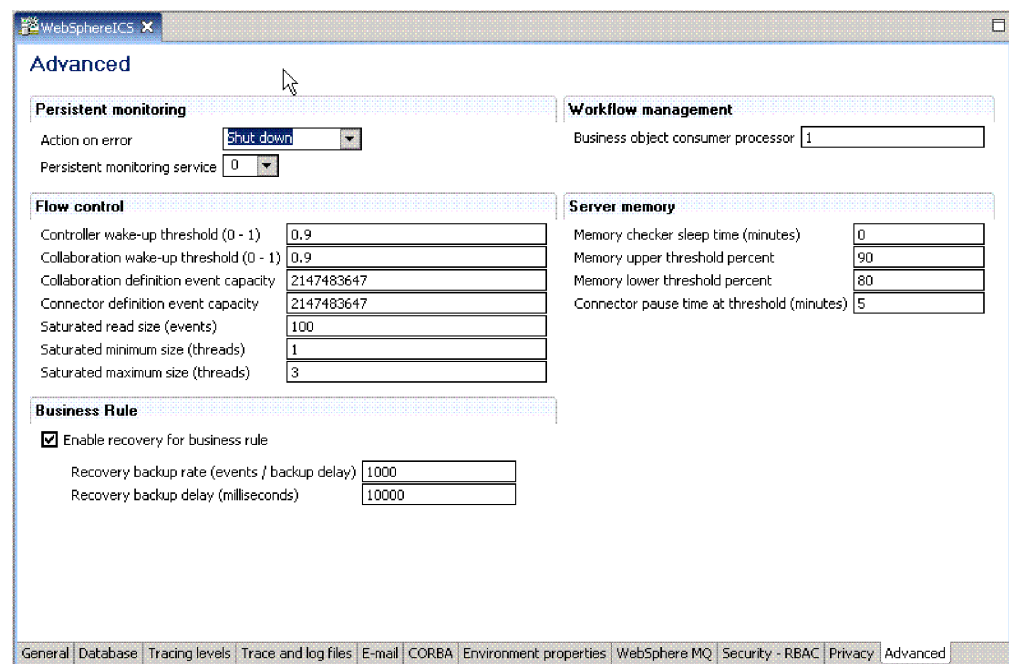 WebSphereICS
Advanced
Persistent monitoring
Action on error Shut down
Persistent monitoring service 0
Workflow management
Business object consumer processor 1
Flow control
Controller wake-up threshold (0 - 1) 0.9
Collaboration wake-up threshold (0 - 1) 0.9
Collaboration definition event capacity 2147483647
Connector definition event capacity 2147483647
Saturated read size (events) 100
Saturated minimum size (threads) 1
Saturated maximum size (threads) 3
Server memory
Memory checker sleep time (minutes) 0
Memory upper threshold percent 90
Memory lower threshold percent 80
Connector pause time at threshold (minutes) 5
Business Rule
Enable recovery for business rule
Recovery backup rate (events / backup delay) 1000
Recovery backup delay (milliseconds) 10000
General Database Tracing levels Trace and log files E-mail CORBA Environment properties WebSphere MQ Security - RBAC Privacy Advanced